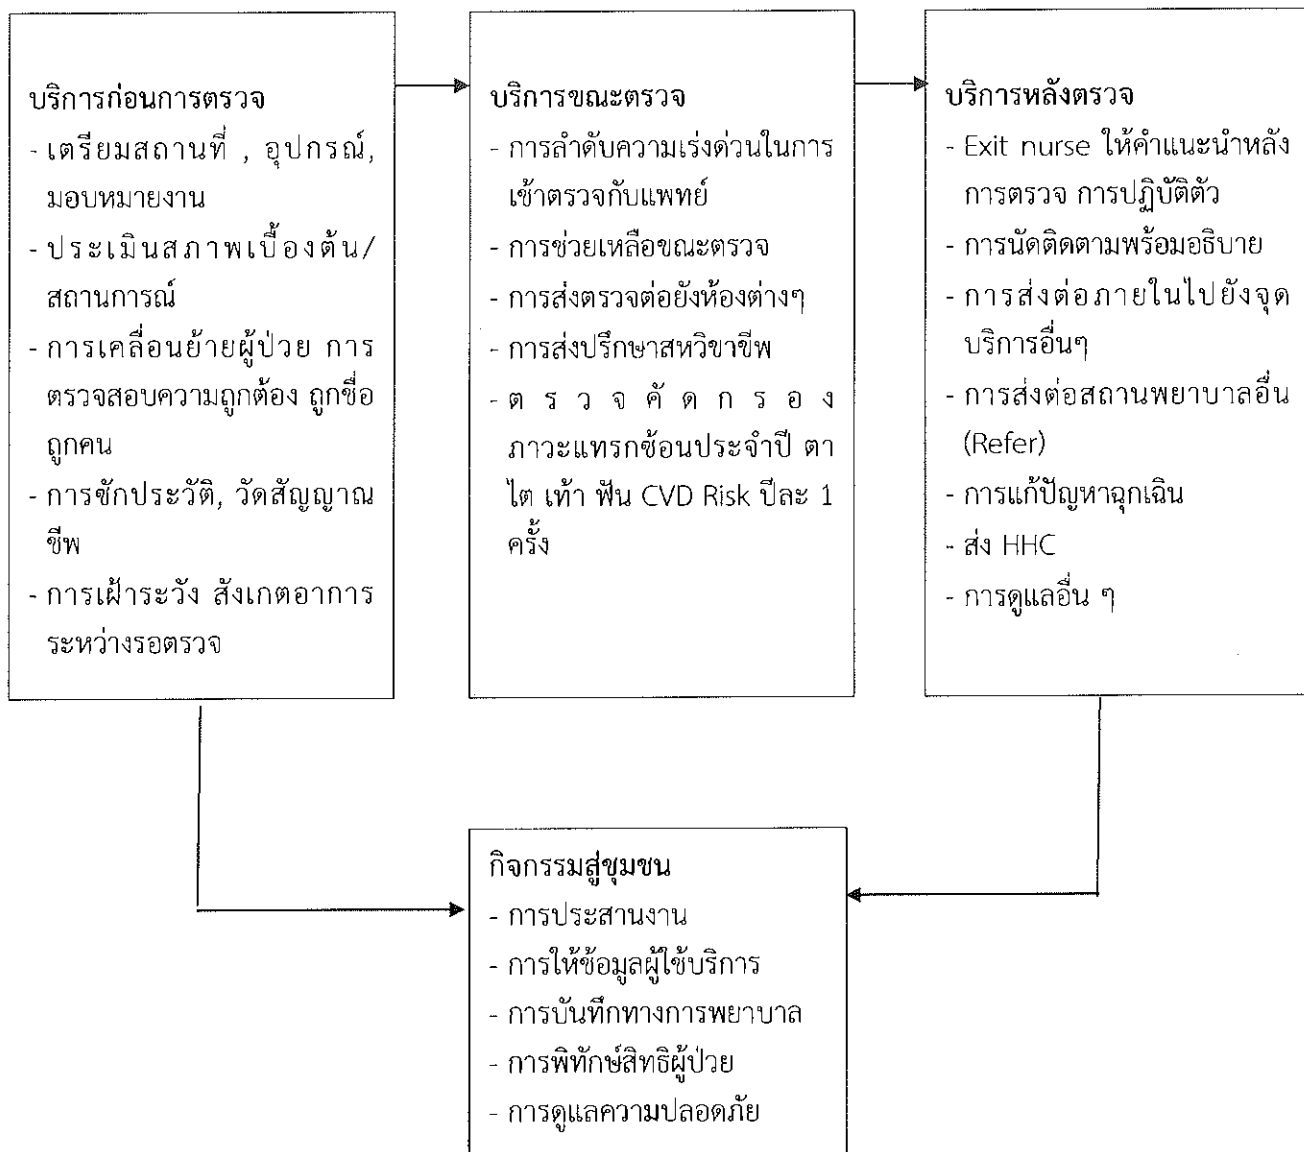 บริการก่อนการตรวจ
- เตรียมสถานที่ , อุปกรณ์,
มอบหมายงาน
- ประเมินสภาพเบื้องต้น/
สถานการณ์
- การเคลื่อนย้ายผู้ป่วย การ
ตรวจสอบความถูกต้อง ถูกชื่อ
ถูกคน
- การซักประวัติ, วัดสัญญาณ
ชีพ
- การเฝ้าระวัง สังเกตอาการ
ระหว่างรอตรวจ
บริการขณะตรวจ
- การลำดับความเร่งด่วนในการ
เข้าตรวจกับแพทย์
- การช่วยเหลือขณะตรวจ
- การส่งตรวจต่อยังห้องต่างๆ
- การส่งปรึกษาสหวิขาขีพ
- ตรวจคัดกรอง
ภาวะแทรกซ้อนประจำปี ตา
ไต เท้า ฟัน CVD Risk ปีละ 1
ครั้ง
บริการหลังตรวจ
- Exit nurse ให้คำแนะนำหลัง
การตรวจ การปฏิบัติตัว
- การนัดติดตามพร้อมอธิบาย
- การส่งต่อภายในไปยังจุด
บริการอื่นๆ
- การส่งต่อสถานพยาบาลอื่น
(Refer)
- การแก้ปัญหาฉุกเฉิน
- ส่ง HHC
- การดูแลอื่น ๆ
กิจกรรมสู่ชุมชน
- การประสานงาน
- การให้ข้อมูลผู้ใช้บริการ
- การบันทึกทางการพยาบาล
- การพิทักษ์สิทธิผู้ป่วย
- การดูแลความปลอดภัย